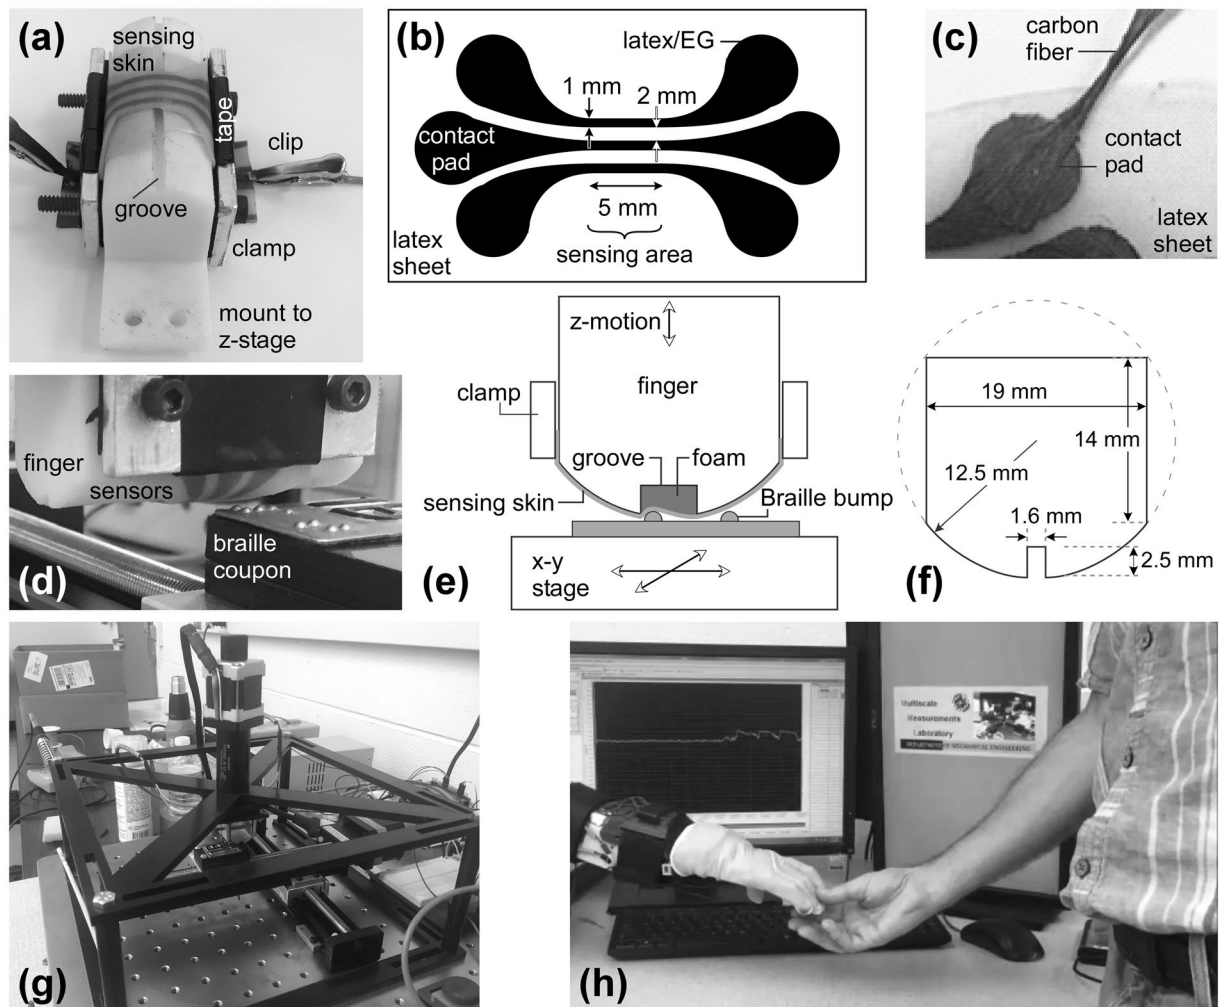 (a)
sensing
skin
tape
clip
groove
clamp
mount to
z-stage
(b)
latex/EG
1 mm
2 mm
contact
pad
5 mm
latex
sheet
sensing area
(c)
carbon
fiber
contact
pad
latex
sheet
finger
sensors
braille
coupon
(d)
z-motion
clamp
finger
groove
foam
sensing skin
Braille bump
x-y
stage
(e)
19 mm
14 mm
12.5 mm
1.6 mm
2.5 mm
(f)
(g)
Multiscale
Measurements
Laboratory
DEPARTMENT OF MECHANICAL ENGINEERING
(h)